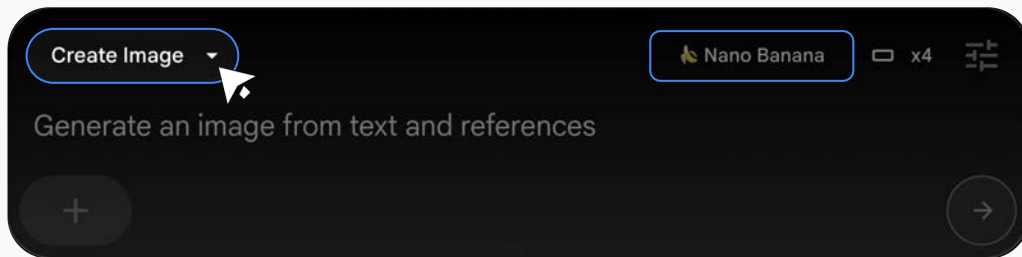 Create Image
Nano Banana
x4
Generate an image from text and references